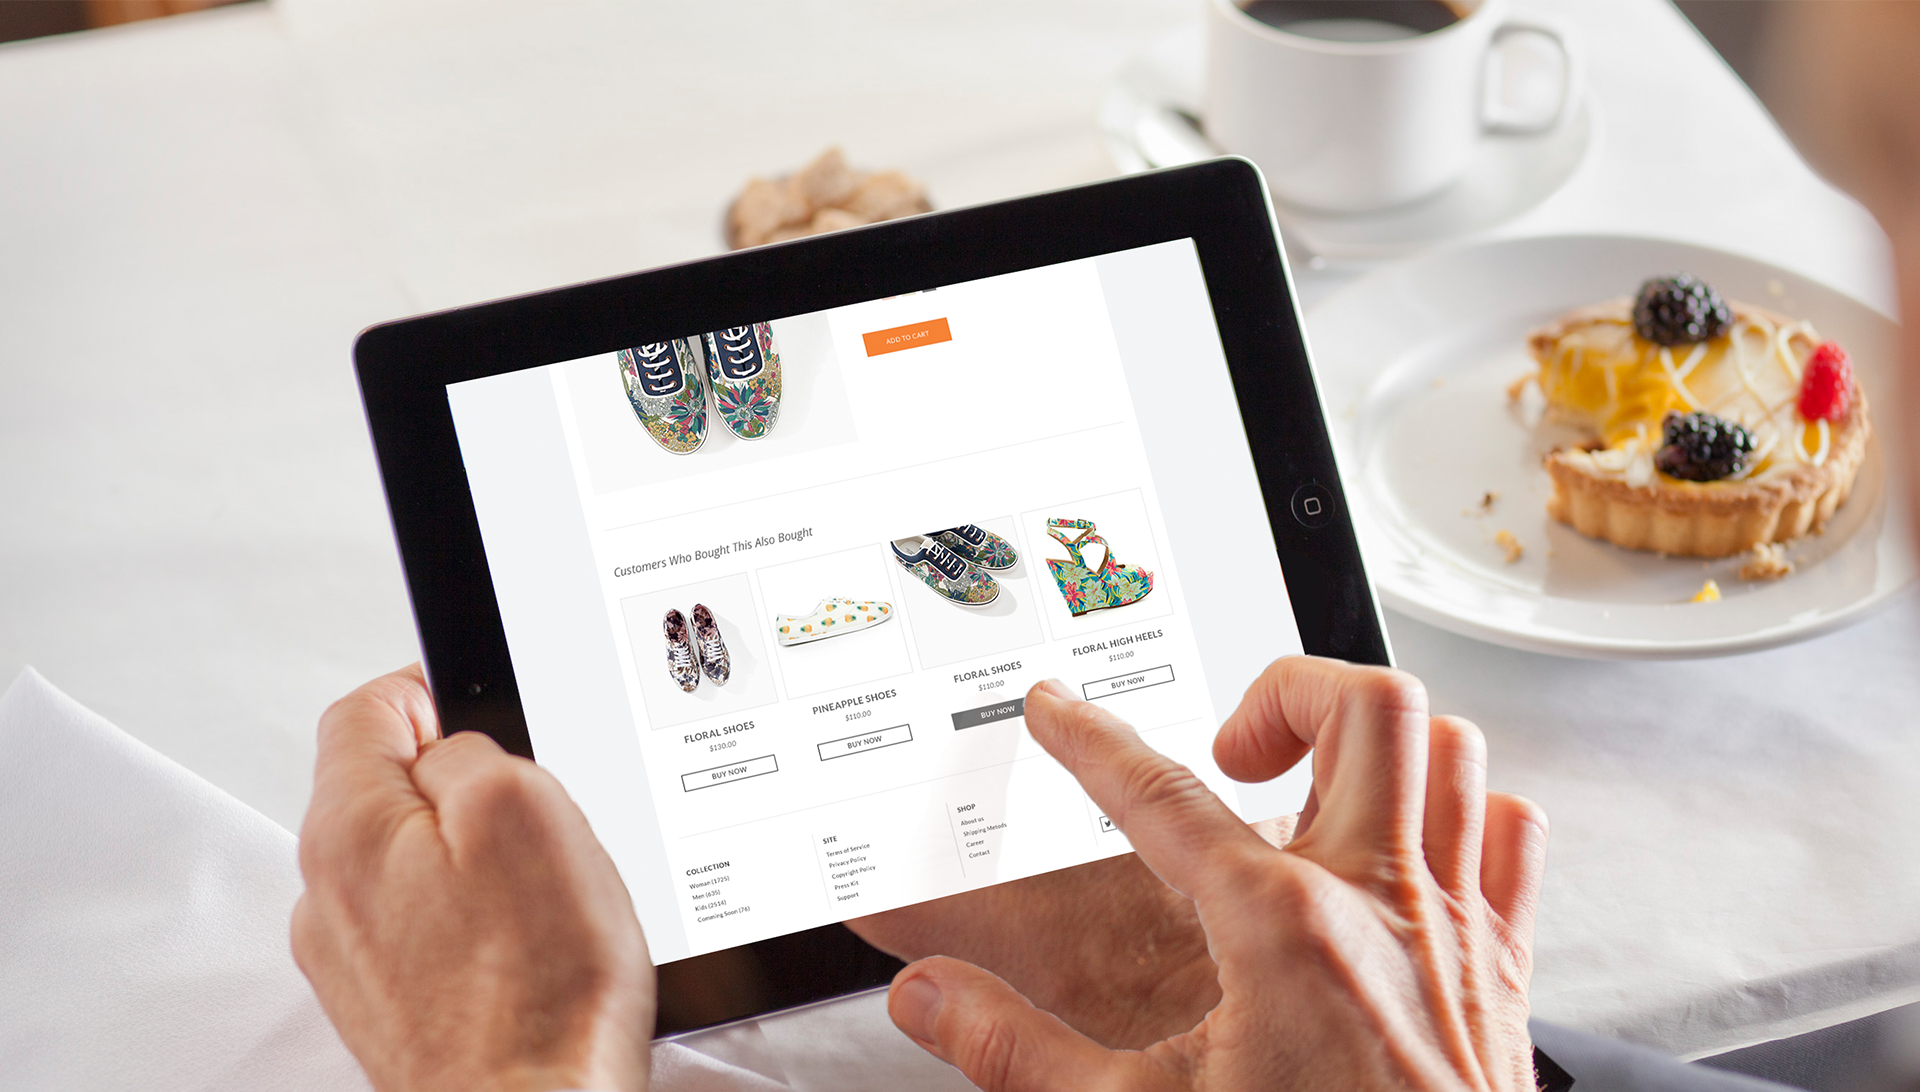 ADD TO CART
Customers Who Bought This Also Bought
FLORAL SHOES
$130.00
BUY NOW
PINEAPPLE SHOES
$110.00
BUY NOW
FLORAL SHOES
$110.00
BUY NOW
FLORAL HIGH HEELS
$110.00
BUY NOW
COLLECTION
Woman (1725)
Men (635)
Kids (2514)
Comming Soon (76)
SITE
Terms of Service
Privacy Policy
Copyright Policy
Press Kit
Support
SHOP
About us
Shipping Metods
Career
Contact